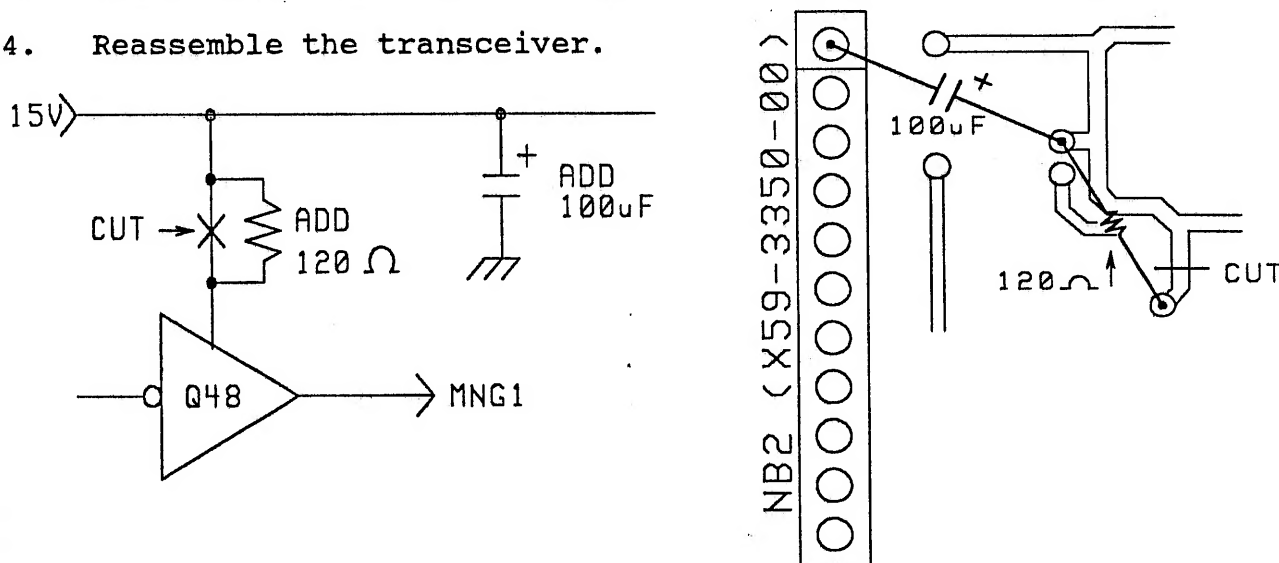 4. Reassemble the transceiver.
15V
CUT
ADD
120 Ω
+
ADD
100uF
Q48
MNG1
NB2 (X59-3350-00)
+
100uF
120Ω
CUT